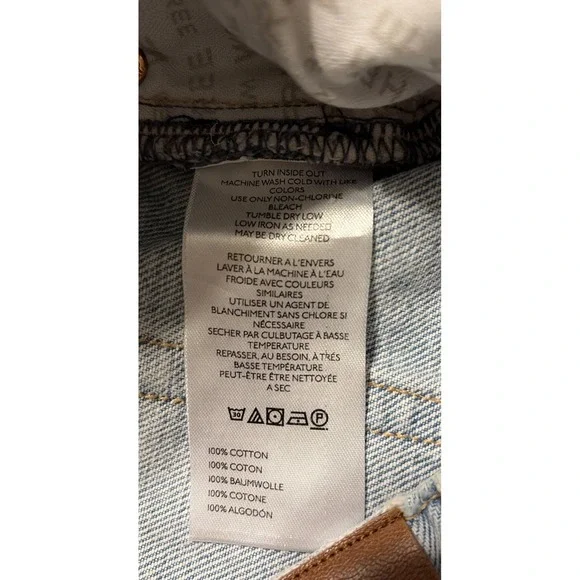 TURN INSIDE OUT
MACHINE WASH COLD WITH LIKE
COLORS
USE ONLY NON-CHLORINE
BLEACH
TUMBLE DRY LOW
LOW IRON AS NEEDED
MAY BE DRY CLEANED
RETOURNER A L'ENVERS
LAVER À LA MACHINE À L'EAU
FROIDE AVEC COULEURS
SIMILAIRES
UTILISER UN AGENT DE
BLANCHIMENT SANS CHLORE SI
NÉCESSAIRE
SECHER PAR CULBUTAGE À BASSE
TEMPERATURE
REPASSER, AU BESOIN, À TRÈS
BASSE TEMPÉRATURE
PEUT-ÊTRE ÊTRE NETTOYÉE
A SEC
30 P
100% COTTON
100% COTON
100% BAUMWOLLE
100% COTONE
100% ALGODÓN